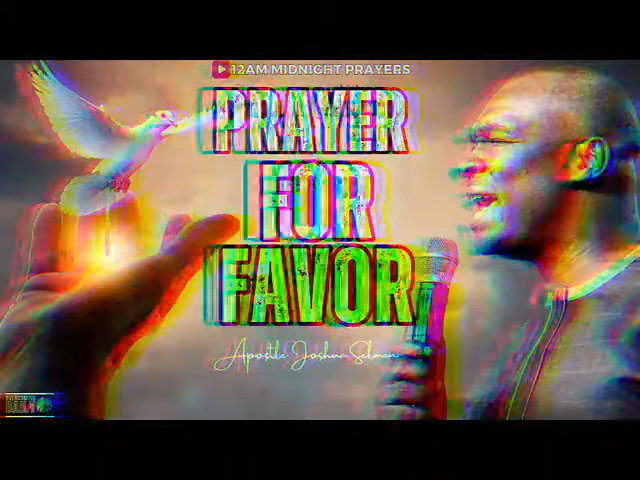 12AM MIDNIGHT PRAYERS
PRAYER
FOR
FAVOR
Apostle Joshua Selman